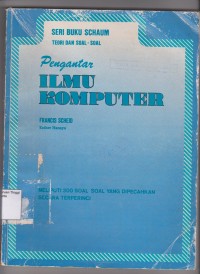 SERI BUKU SCHAUM
TEORI DAN SOAL-SOAL
Pengantar
ILMU
KOMPUTER
FRANCIS SCHEID
MELIPUTI 300 SOAL SOAL YANG DIPECAHKAN
SECARA TERPERINCI